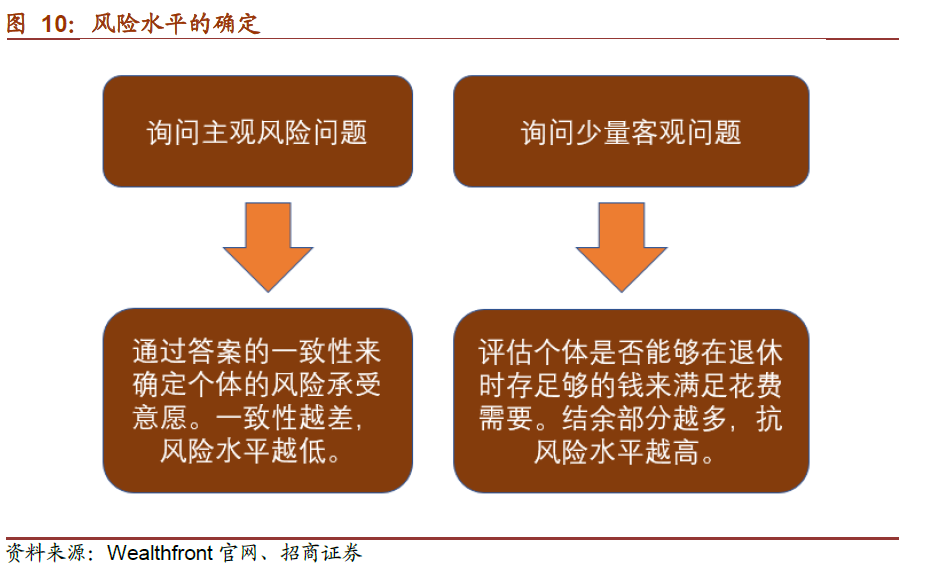 图 10：风险水平的确定
询问主观风险问题
询问少量客观问题
通过答案的一致性来
确定个体的风险承受
意愿。一致性越差，
风险水平越低。
评估个体是否能够在退休
时存足够的钱来满足花费
需要。结余部分越多，抗
风险水平越高。
资料来源：Wealthfront 官网、招商证券